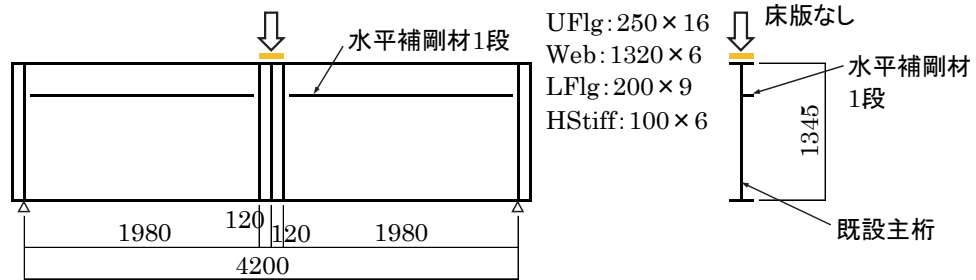 水平補剛材1段
UFlg:250×16
Web:1320×6
LFlg:200×9
HStiff:100×6
床版なし
水平補剛材
1段
1345
既設主桁
1980
120
120
1980
4200